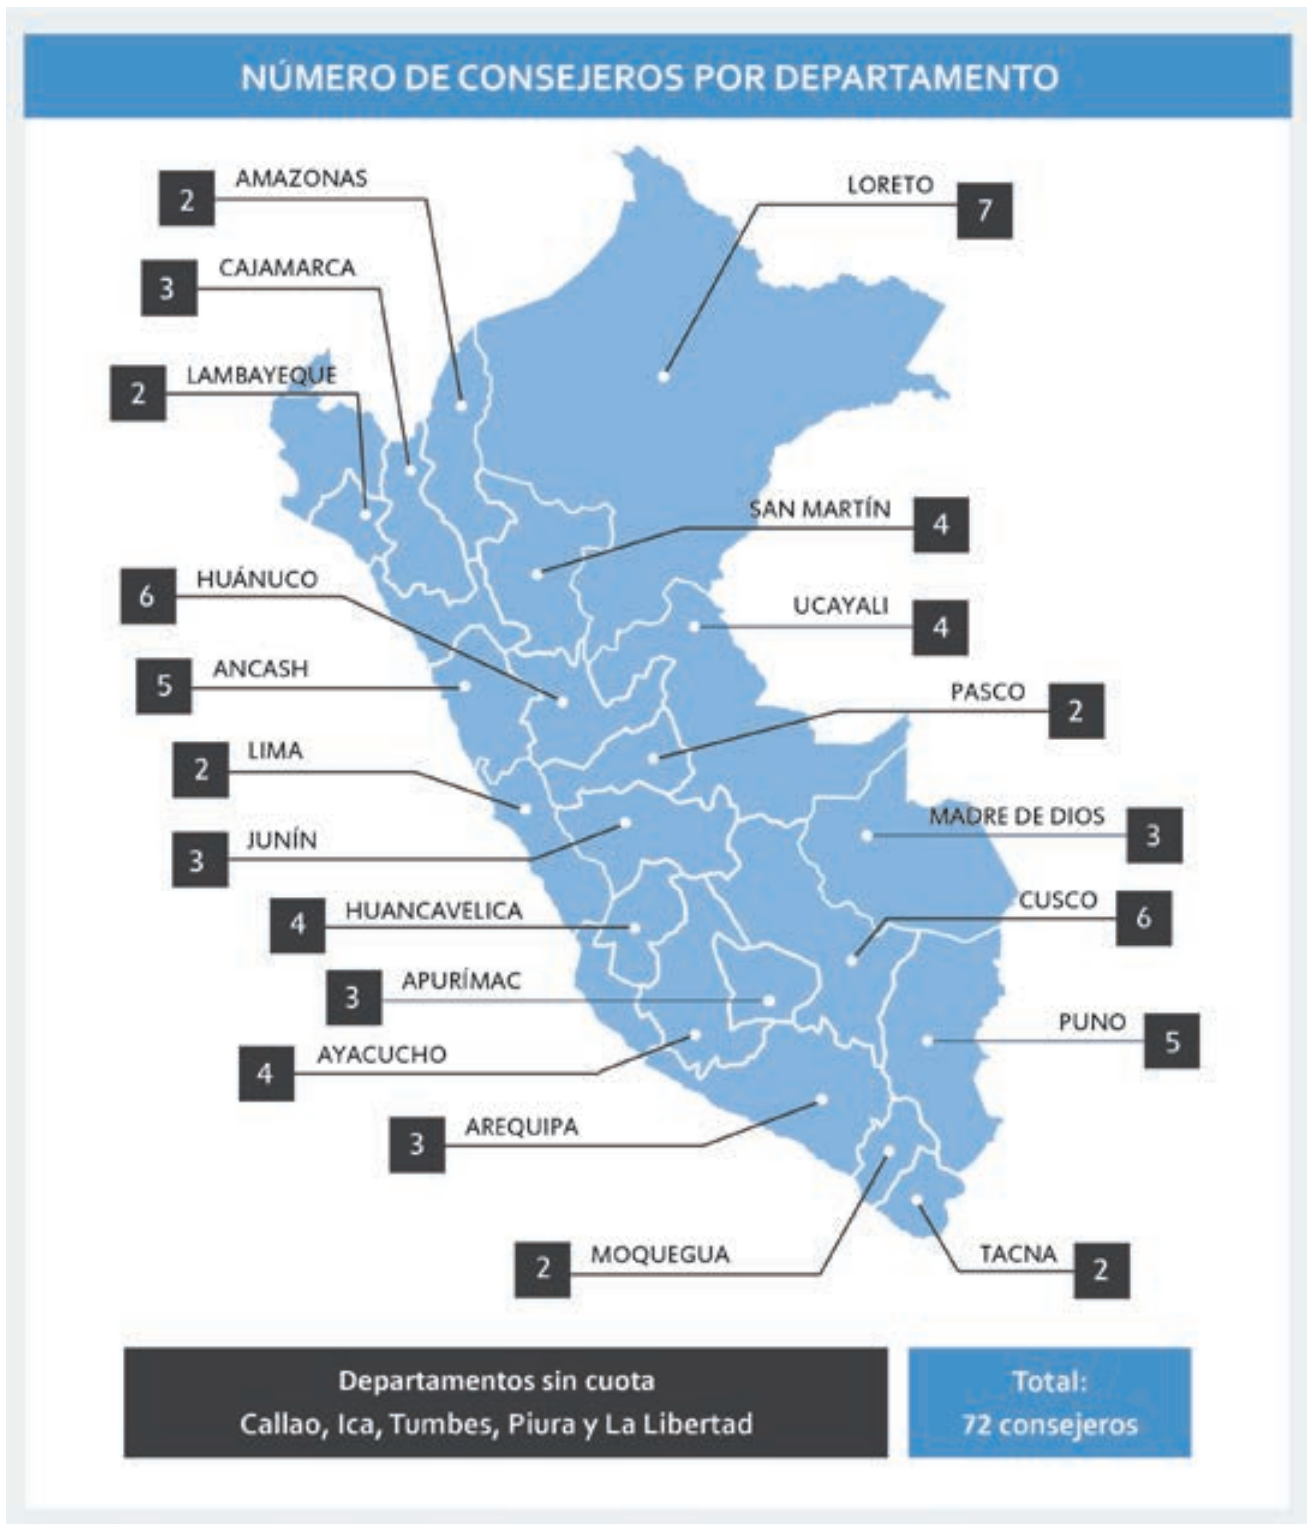 NÚMERO DE CONSEJEROS POR DEPARTAMENTO
2 AMAZONAS
LORETO 7
3 CAJAMARCA
2 LAMBAYEQUE
SAN MARTÍN 4
6 HUÁNUCO
UCAYALI 4
5 ANCASH
PASCO 2
2 LIMA
MADRE DE DIOS 3
3 JUNÍN
CUSCO 6
4 HUANCAVELICA
3 APURÍMAC
PUNO 5
4 AYACUCHO
3 AREQUIPA
2 MOQUEGUA
TACNA 2
Departamentos sin cuota
Callao, Ica, Tumbes, Piura y La Libertad
Total:
72 consejeros